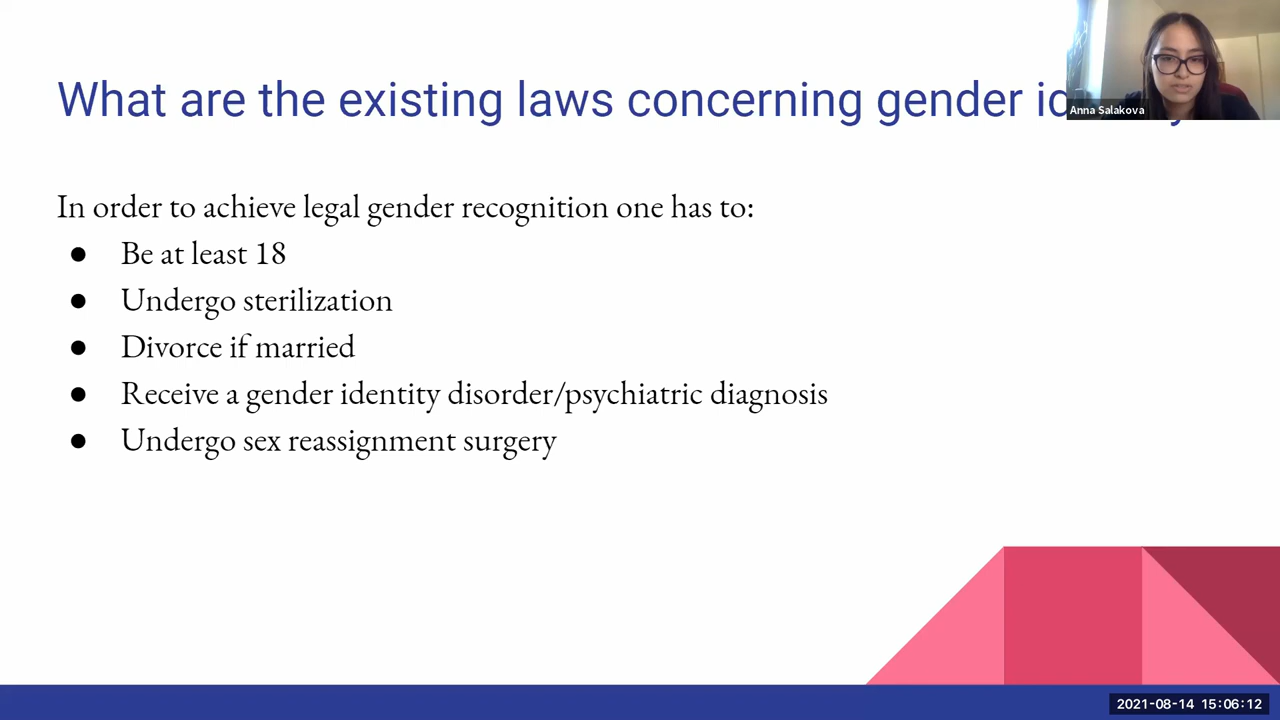 What are the existing laws concerning gender
Anna Salakova
In order to achieve legal gender recognition one has to:
● Be at least 18
● Undergo sterilization
● Divorce if married
● Receive a gender identity disorder/psychiatric diagnosis
● Undergo sex reassignment surgery
2021-08-14 15:06:12